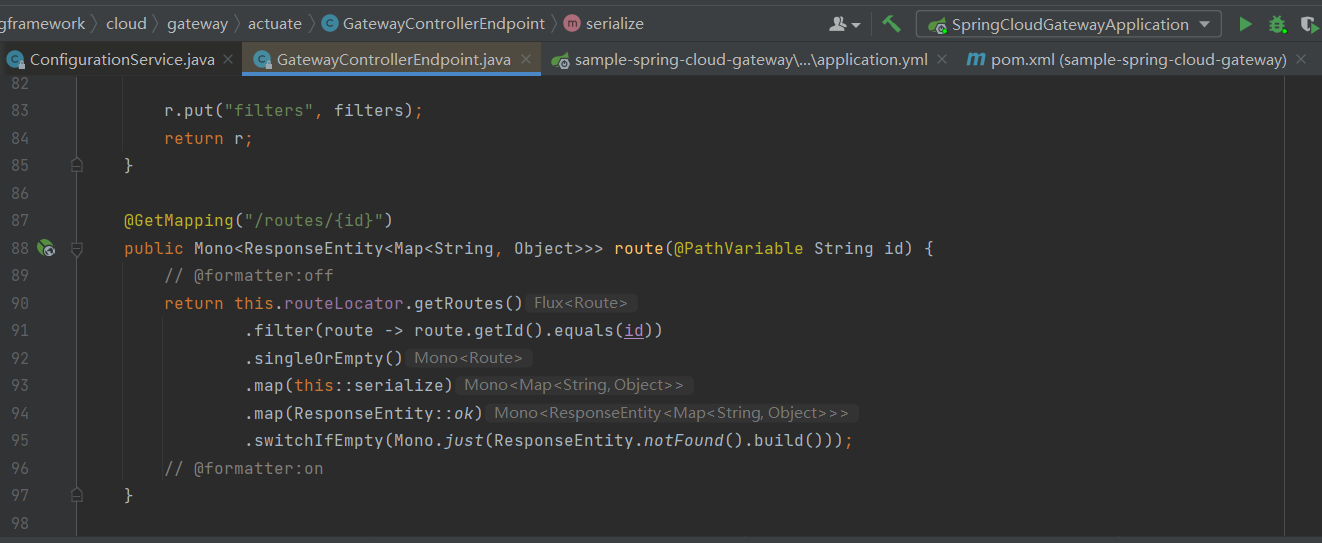 gframework cloud gateway actuate GatewayControllerEndpoint serialize SpringCloudGatewayApplication
ConfigurationService.java GatewayControllerEndpoint.java sample-spring-cloud-gateway\...\application.yml pom.xml (sample-spring-cloud-gateway)
82
83 r.put("filters", filters);
84 return r;
85 }
86
87 @GetMapping("/routes/{id}")
88 public Mono<ResponseEntity<Map<String, Object>>> route(@PathVariable String id) {
89 // @formatter:off
90 return this.routeLocator.getRoutes() Flux<Route>
91 .filter(route -> route.getId().equals(id))
92 .singleOrEmpty() Mono<Route>
93 .map(this::serialize) Mono<Map<String, Object>>
94 .map(ResponseEntity::ok) Mono<ResponseEntity<Map<String, Object>>>
95 .switchIfEmpty(Mono.just(ResponseEntity.notFound().build()));
96 // @formatter:on
97 }
98